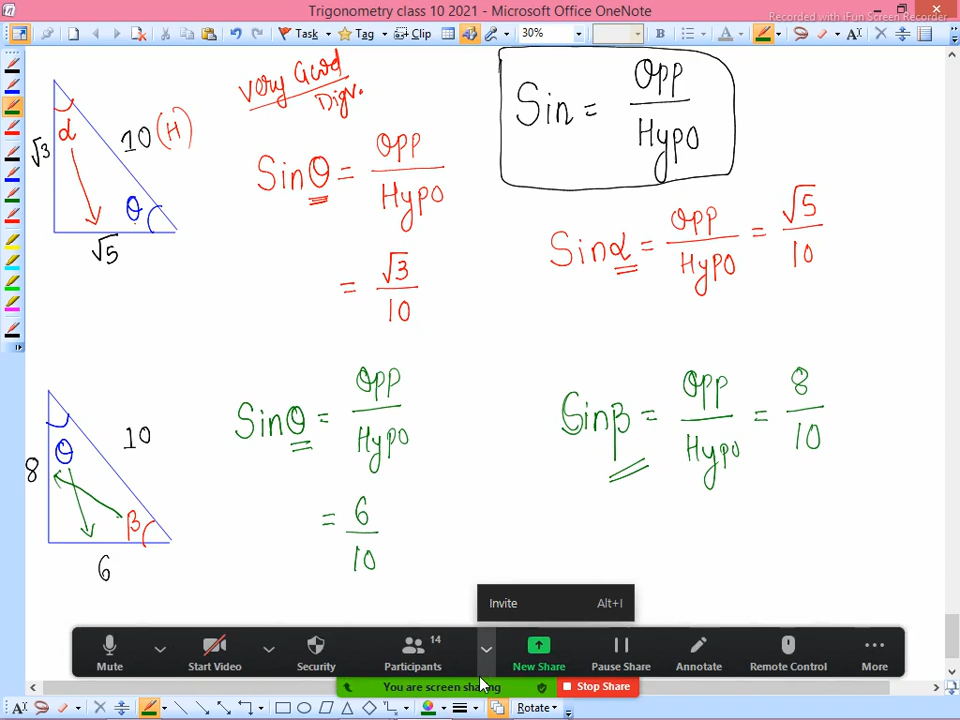 Trigonometry class 10 2021 - Microsoft Office OneNote
Recorded with iFun Screen Recorder
Task Tag Clip 30% B A
very Good
Dign.
√3 α 10 (H)
θ
√5
Sinθ = Opp / Hypo
= √3 / 10
Sin = Opp / Hypo
Sinα = Opp / Hypo = √5 / 10
θ 10
8
β
6
Sinθ = Opp / Hypo
= 6 / 10
Sinβ = Opp / Hypo = 8 / 10
Invite Alt+I
14
Mute Start Video Security Participants New Share Pause Share Annotate Remote Control More
You are screen sharing Stop Share
Rotate